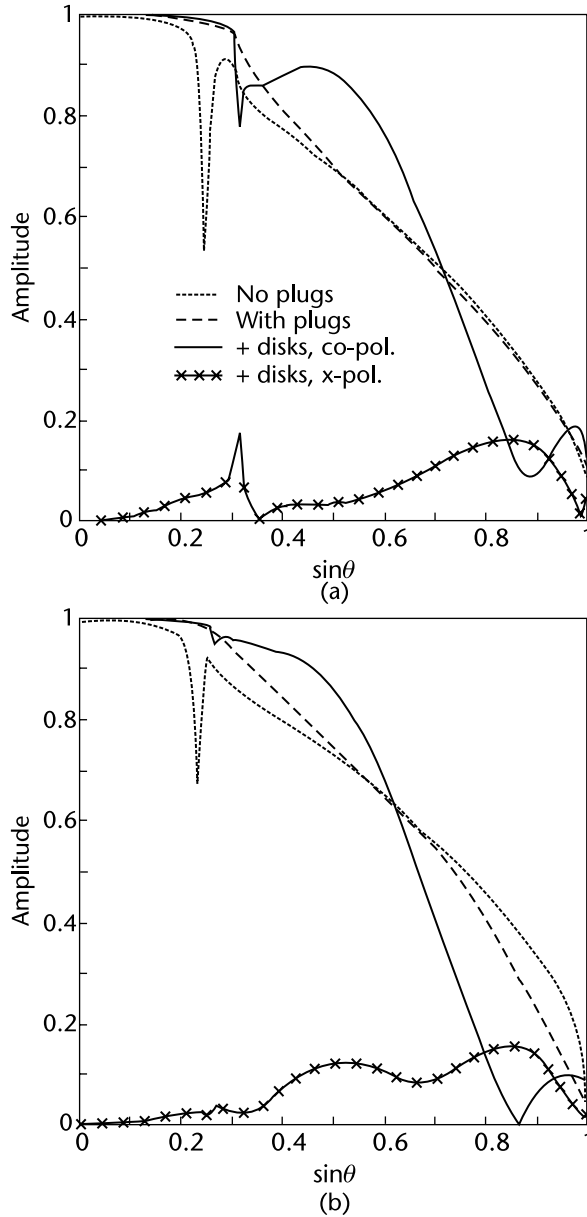 1
0.8
0.6
0.4
0.2
0
Amplitude
No plugs
With plugs
+ disks, co-pol.
+ disks, x-pol.
0.2 0.4 0.6 0.8 1
sinθ
(a)
1
0.8
0.6
0.4
0.2
0
Amplitude
0 0.2 0.4 0.6 0.8 1
sinθ
(b)